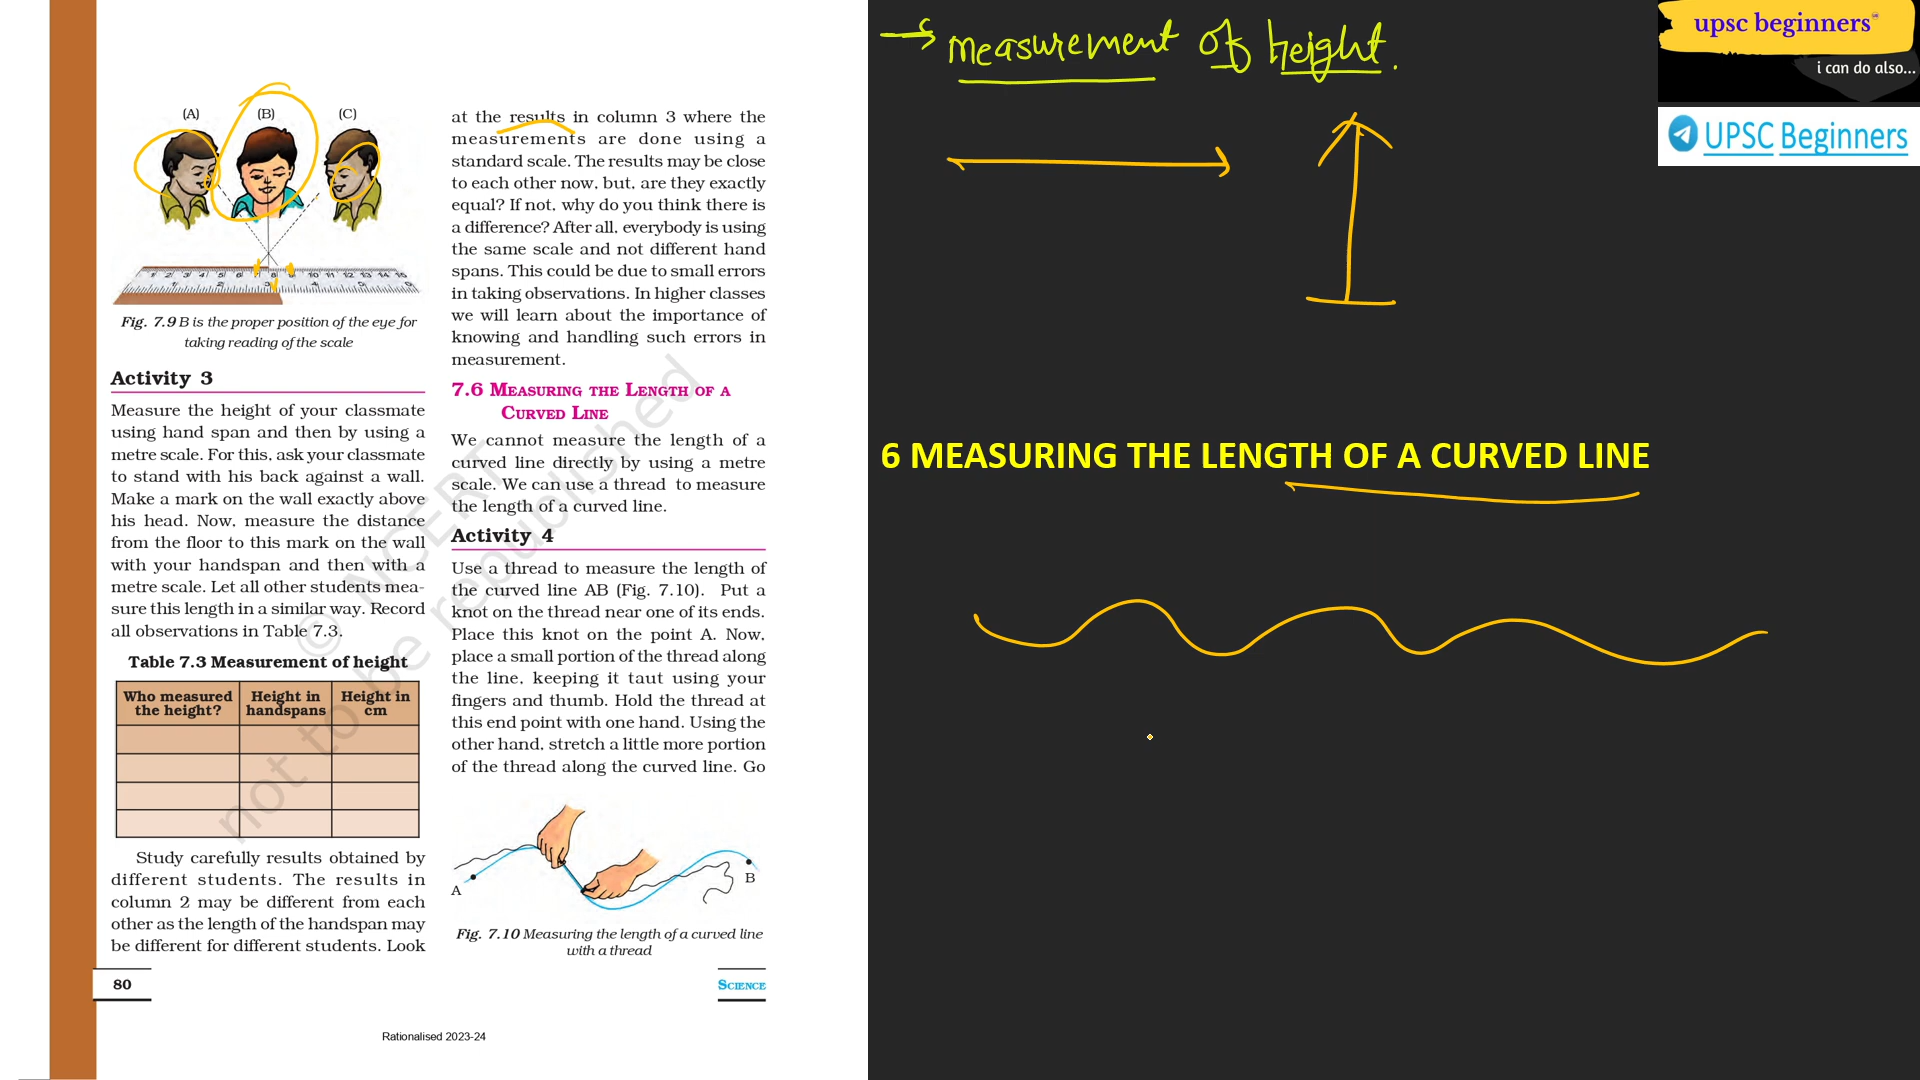 (A)
(B)
(C)
1 2 3 4 5 6 8 10 11 12 13 14 15
Fig. 7.9 B is the proper position of the eye for
taking reading of the scale
Activity 3
Measure the height of your classmate
using hand span and then by using a
metre scale. For this, ask your classmate
to stand with his back against a wall.
Make a mark on the wall exactly above
his head. Now, measure the distance
from the floor to this mark on the wall
with your handspan and then with a
metre scale. Let all other students mea-
sure this length in a similar way. Record
all observations in Table 7.3.
Table 7.3 Measurement of height
Who measured
the height?
Height in
handspans
Height in
cm
Study carefully results obtained by
different students. The results in
column 2 may be different from each
other as the length of the handspan may
be different for different students. Look
80
at the results in column 3 where the
measurements are done using a
standard scale. The results may be close
to each other now, but, are they exactly
equal? If not, why do you think there is
a difference? After all, everybody is using
the same scale and not different hand
spans. This could be due to small errors
in taking observations. In higher classes
we will learn about the importance of
knowing and handling such errors in
measurement.
7.6 MEASURING THE LENGTH OF A
CURVED LINE
We cannot measure the length of a
curved line directly by using a metre
scale. We can use a thread to measure
the length of a curved line.
Activity 4
Use a thread to measure the length of
the curved line AB (Fig. 7.10). Put a
knot on the thread near one of its ends.
Place this knot on the point A. Now,
place a small portion of the thread along
the line, keeping it taut using your
fingers and thumb. Hold the thread at
this end point with one hand. Using the
other hand, stretch a little more portion
of the thread along the curved line. Go
A
B
Fig. 7.10 Measuring the length of a curved line
with a thread
SCIENCE
Rationalised 2023-24
© NCERT
not to be republished
measurement of height.
6 MEASURING THE LENGTH OF A CURVED LINE
upsc beginners
i can do also...
UPSC Beginners